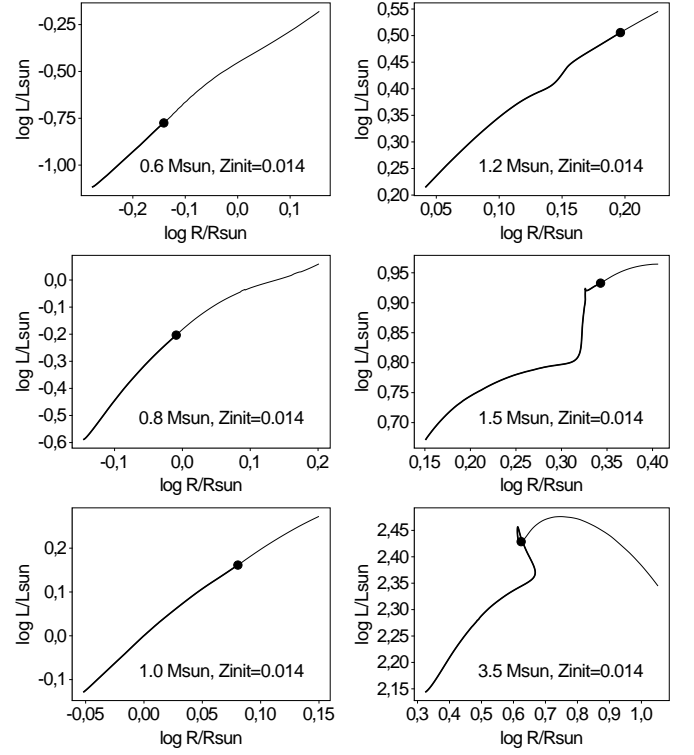 log L/Lsun
-0,25
-0,50
-0,75
-1,00
0.6 Msun, Zinit=0.014
-0,2 -0,1 0,0 0,1
log R/Rsun
log L/Lsun
0,55
0,50
0,45
0,40
0,35
0,30
0,25
0,20
1.2 Msun, Zinit=0.014
0,05 0,10 0,15 0,20
log R/Rsun
log L/Lsun
0,0
-0,1
-0,2
-0,3
-0,4
-0,5
-0,6
0.8 Msun, Zinit=0.014
-0,1 0,0 0,1 0,2
log R/Rsun
log L/Lsun
0,95
0,90
0,85
0,80
0,75
0,70
1.5 Msun, Zinit=0.014
0,15 0,20 0,25 0,30 0,35 0,40
log R/Rsun
log L/Lsun
0,2
0,1
0,0
-0,1
1.0 Msun, Zinit=0.014
-0,05 0,00 0,05 0,10 0,15
log R/Rsun
log L/Lsun
2,45
2,40
2,35
2,30
2,25
2,20
2,15
3.5 Msun, Zinit=0.014
0,3 0,4 0,5 0,6 0,7 0,8 0,9 1,0
log R/Rsun